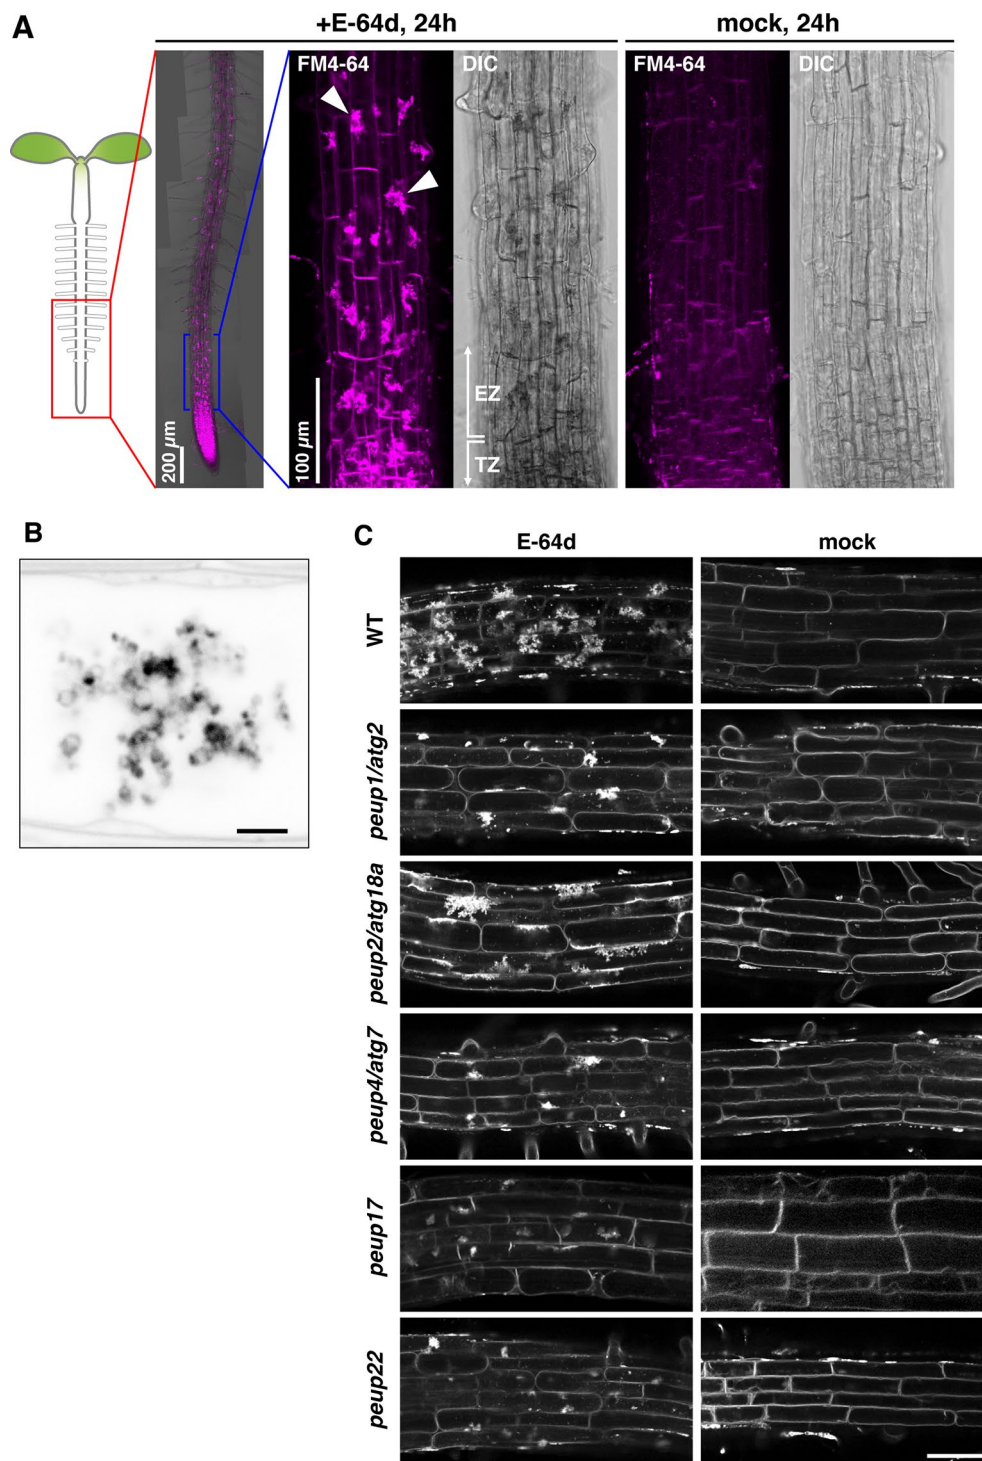 A
+E-64d, 24h
mock, 24h
FM4-64
DIC
FM4-64
DIC
EZ
TZ
200 µm
100 µm
B
C
E-64d
mock
WT
peup1/atg2
peup2/atg18a
peup4/atg7
peup17
peup22